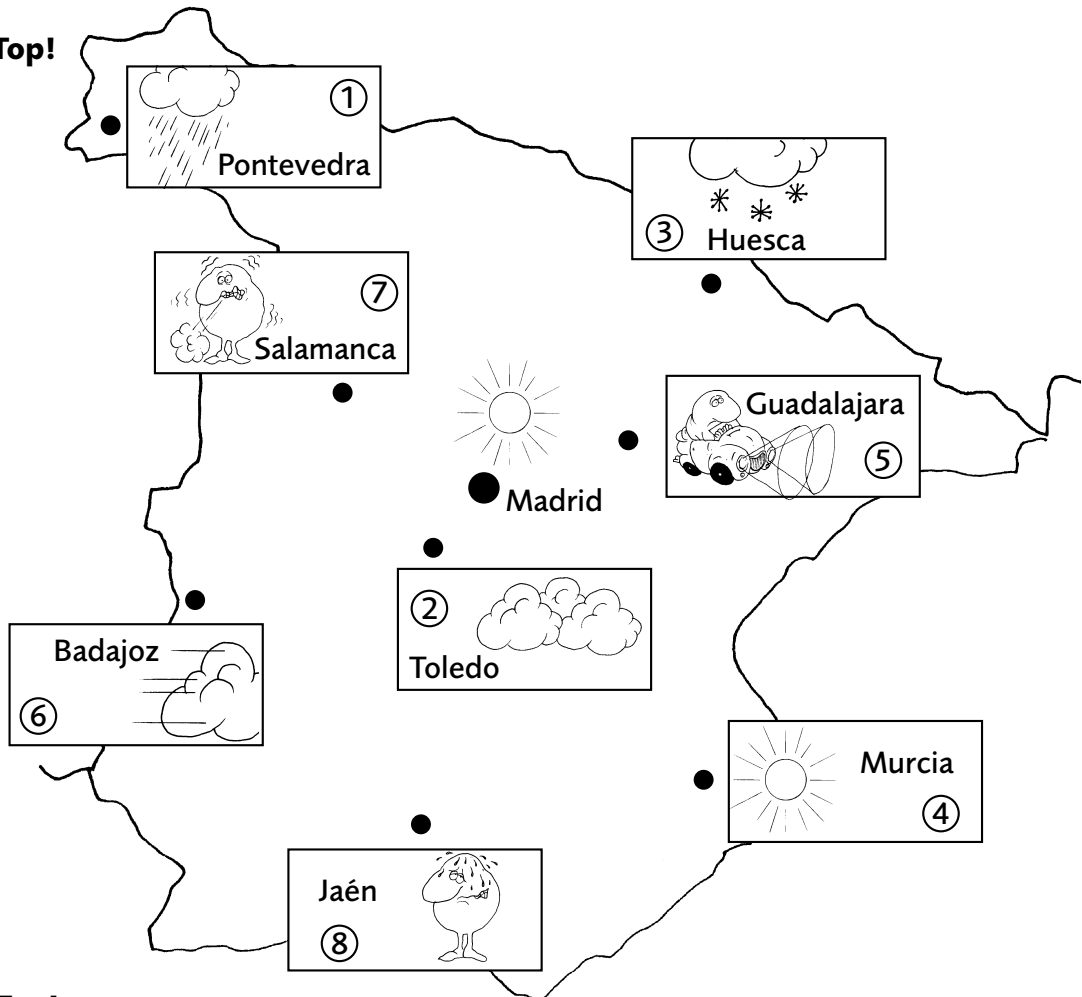 Top!
① Pontevedra
③ Huesca
⑦ Salamanca
Guadalajara ⑤
Madrid
② Toledo
Badajoz ⑥
Murcia ④
Jaén ⑧